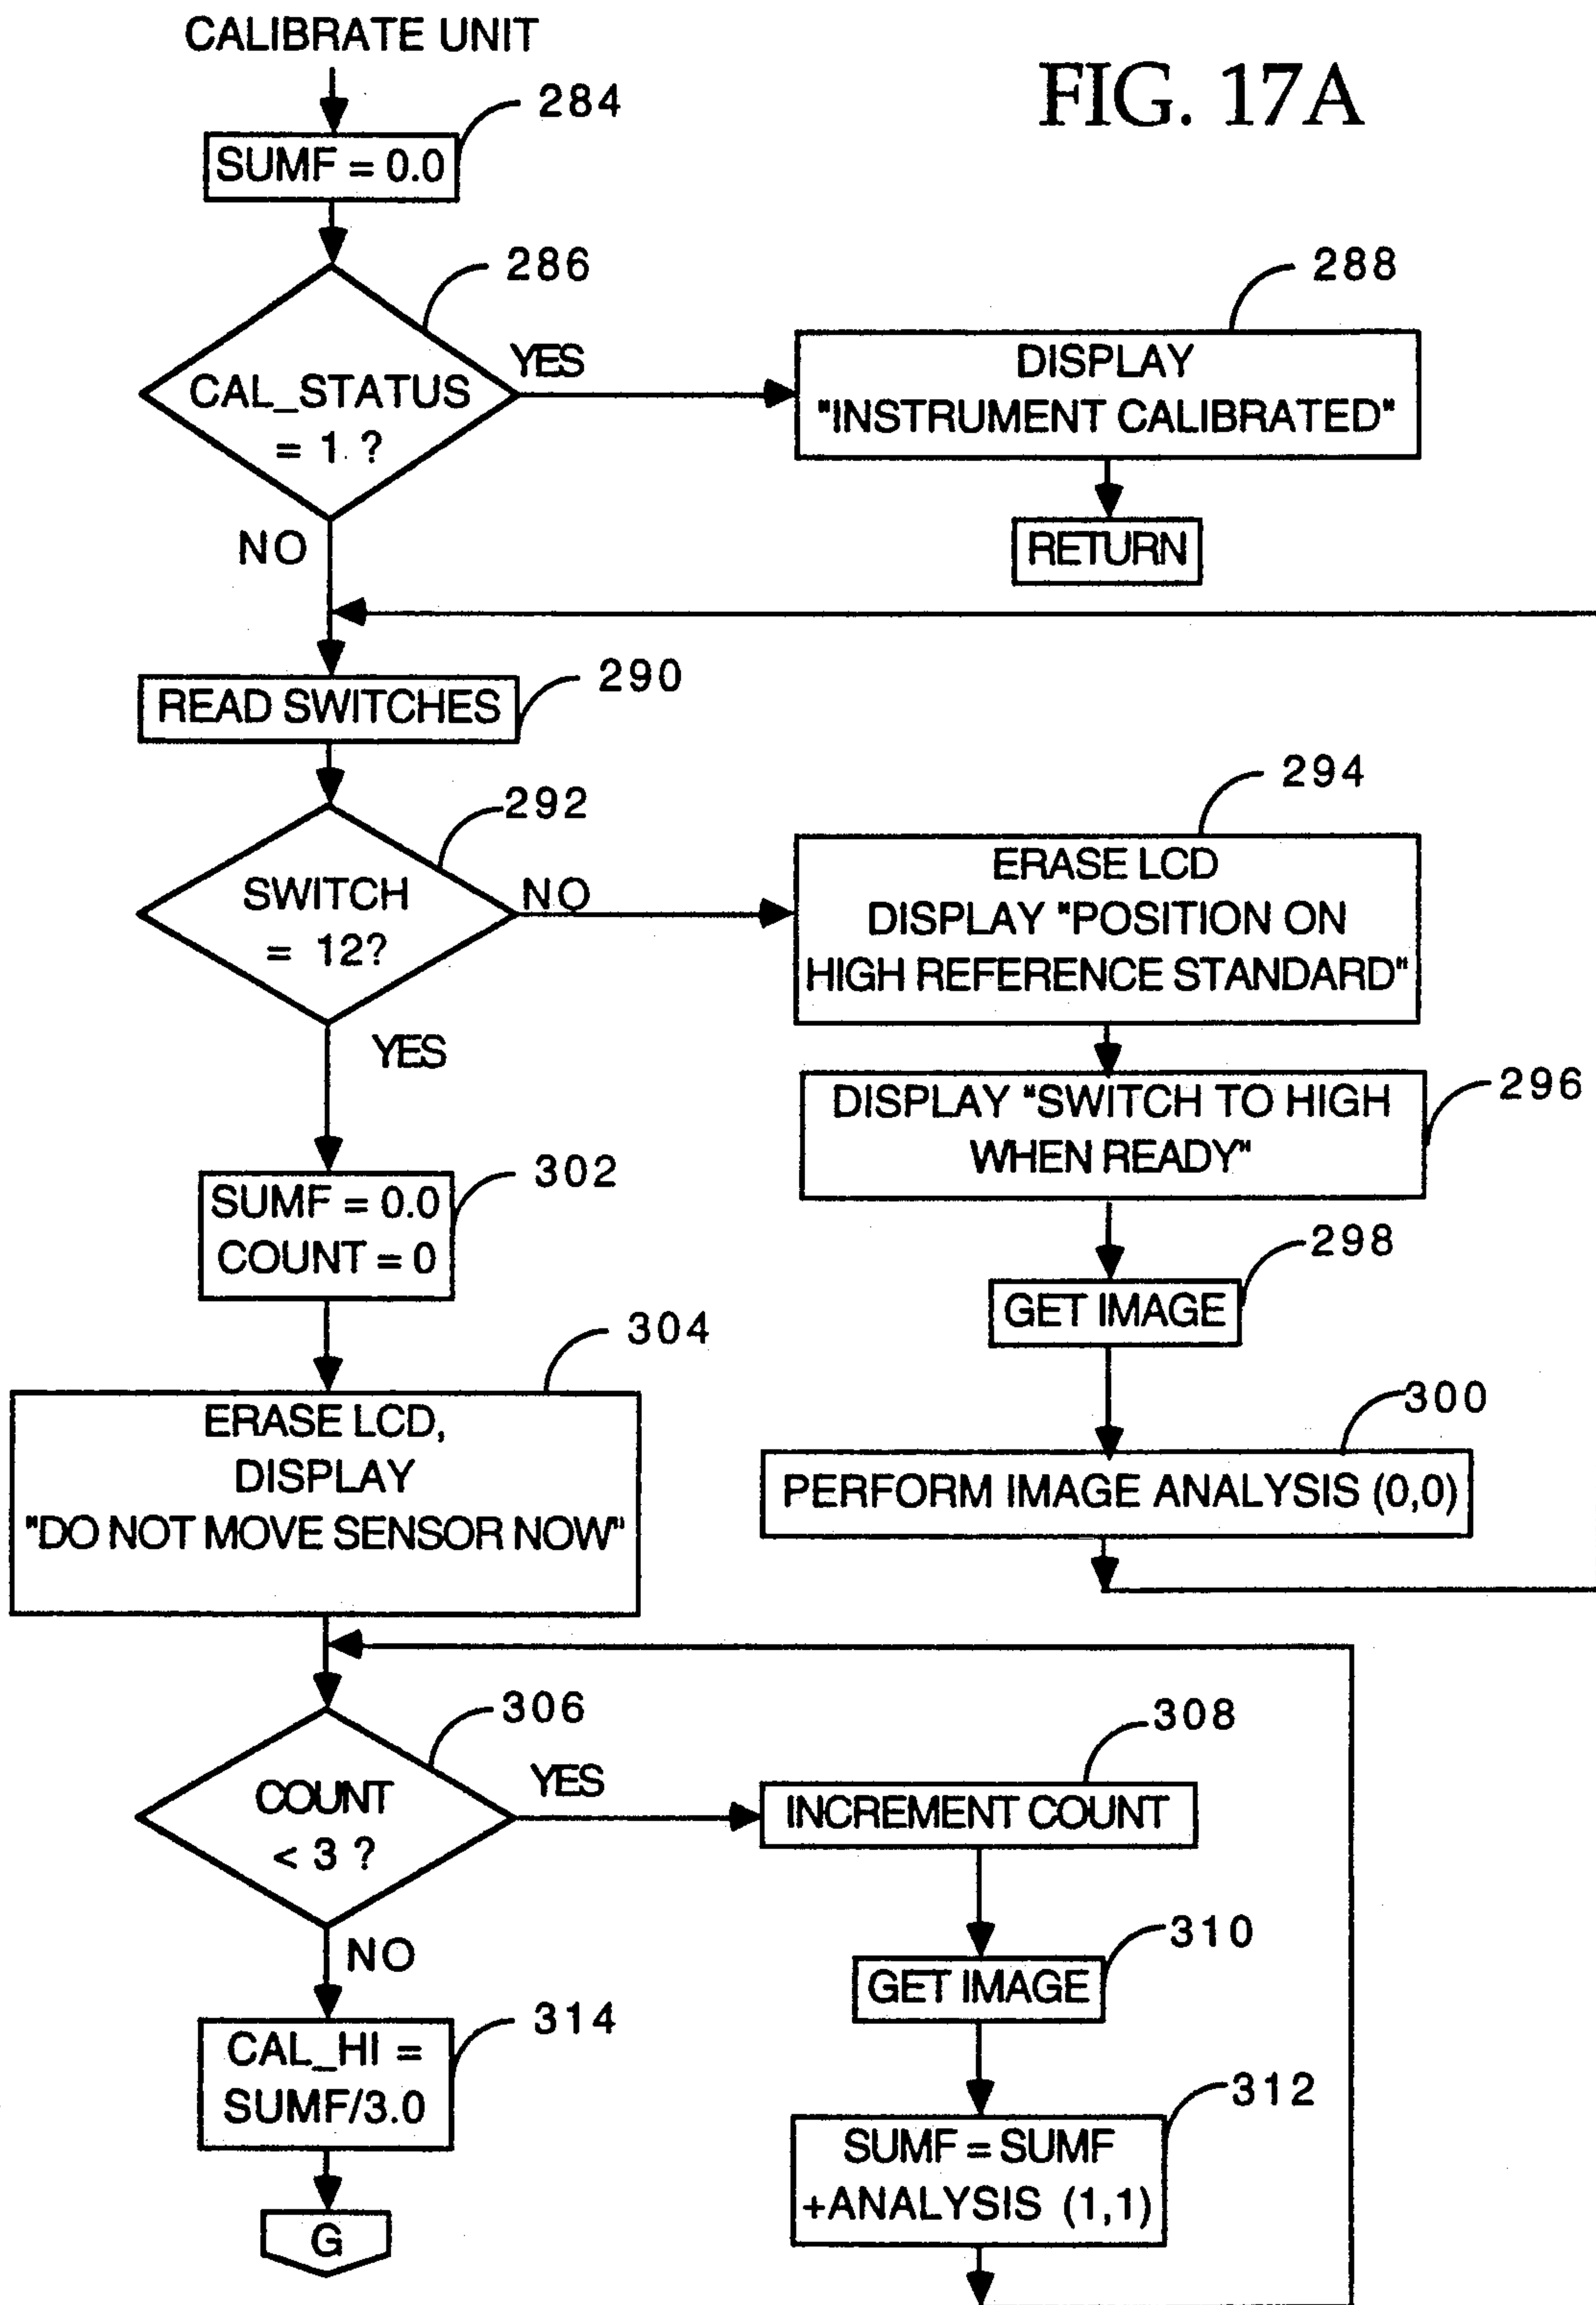 CALIBRATE UNIT
FIG. 17A
284
SUMF = 0.0
286
CAL_STATUS
= 1 ?
YES
NO
288
DISPLAY
"INSTRUMENT CALIBRATED"
RETURN
READ SWITCHES
290
292
SWITCH
= 12?
NO
YES
294
ERASE LCD
DISPLAY "POSITION ON
HIGH REFERENCE STANDARD"
DISPLAY "SWITCH TO HIGH
WHEN READY"
296
298
GET IMAGE
300
PERFORM IMAGE ANALYSIS (0,0)
302
SUMF = 0.0
COUNT = 0
304
ERASE LCD,
DISPLAY
"DO NOT MOVE SENSOR NOW"
306
COUNT
< 3 ?
YES
NO
308
INCREMENT COUNT
310
GET IMAGE
312
SUMF = SUMF
+ANALYSIS (1,1)
314
CAL_HI =
SUMF/3.0
G